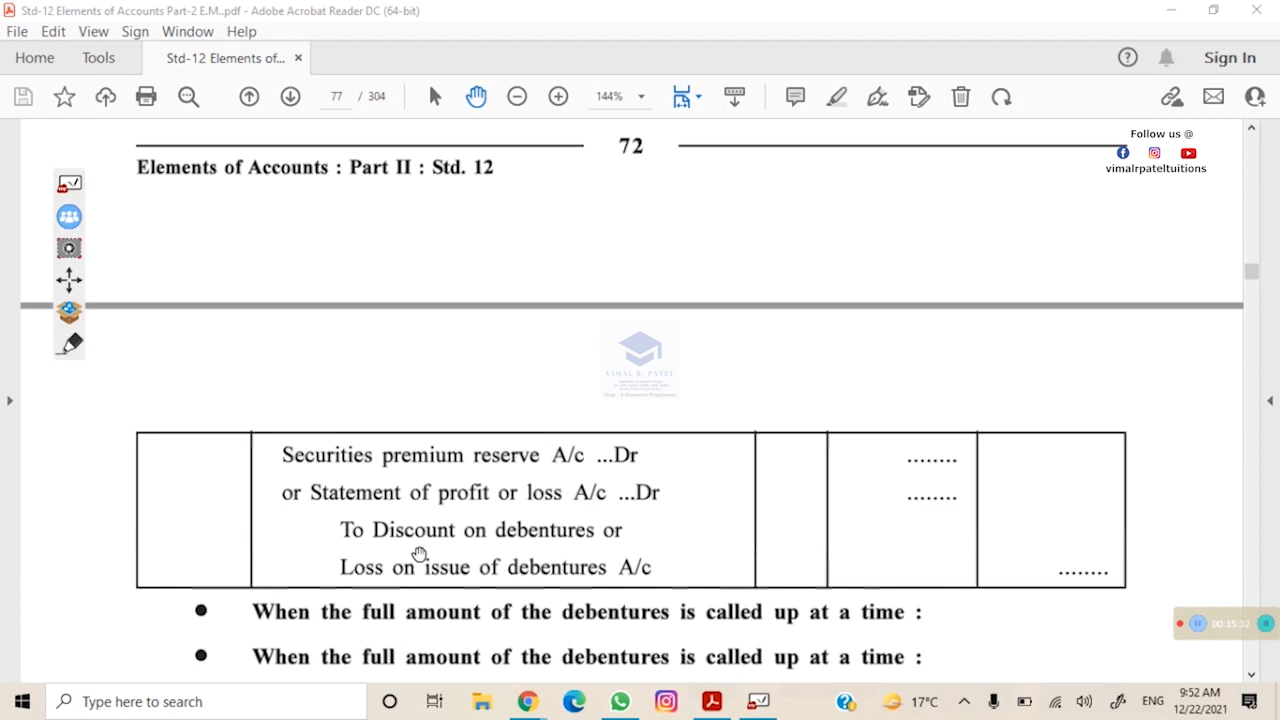 Std-12 Elements of Accounts Part-2 E.M..pdf - Adobe Acrobat Reader DC (64-bit)
File Edit View Sign Window Help
Home Tools Std-12 Elements of... × Sign In
77 / 304 144%
72
Elements of Accounts : Part II : Std. 12
Follow us @
vimalrpateltuitions
VIMAL R. PATEL
Securities premium reserve A/c ...Dr ........
or Statement of profit or loss A/c ...Dr ........
To Discount on debentures or
Loss on issue of debentures A/c ........
• When the full amount of the debentures is called up at a time :
• When the full amount of the debentures is called up at a time :
00:15:32
Type here to search
17°C ENG
9:52 AM
12/22/2021